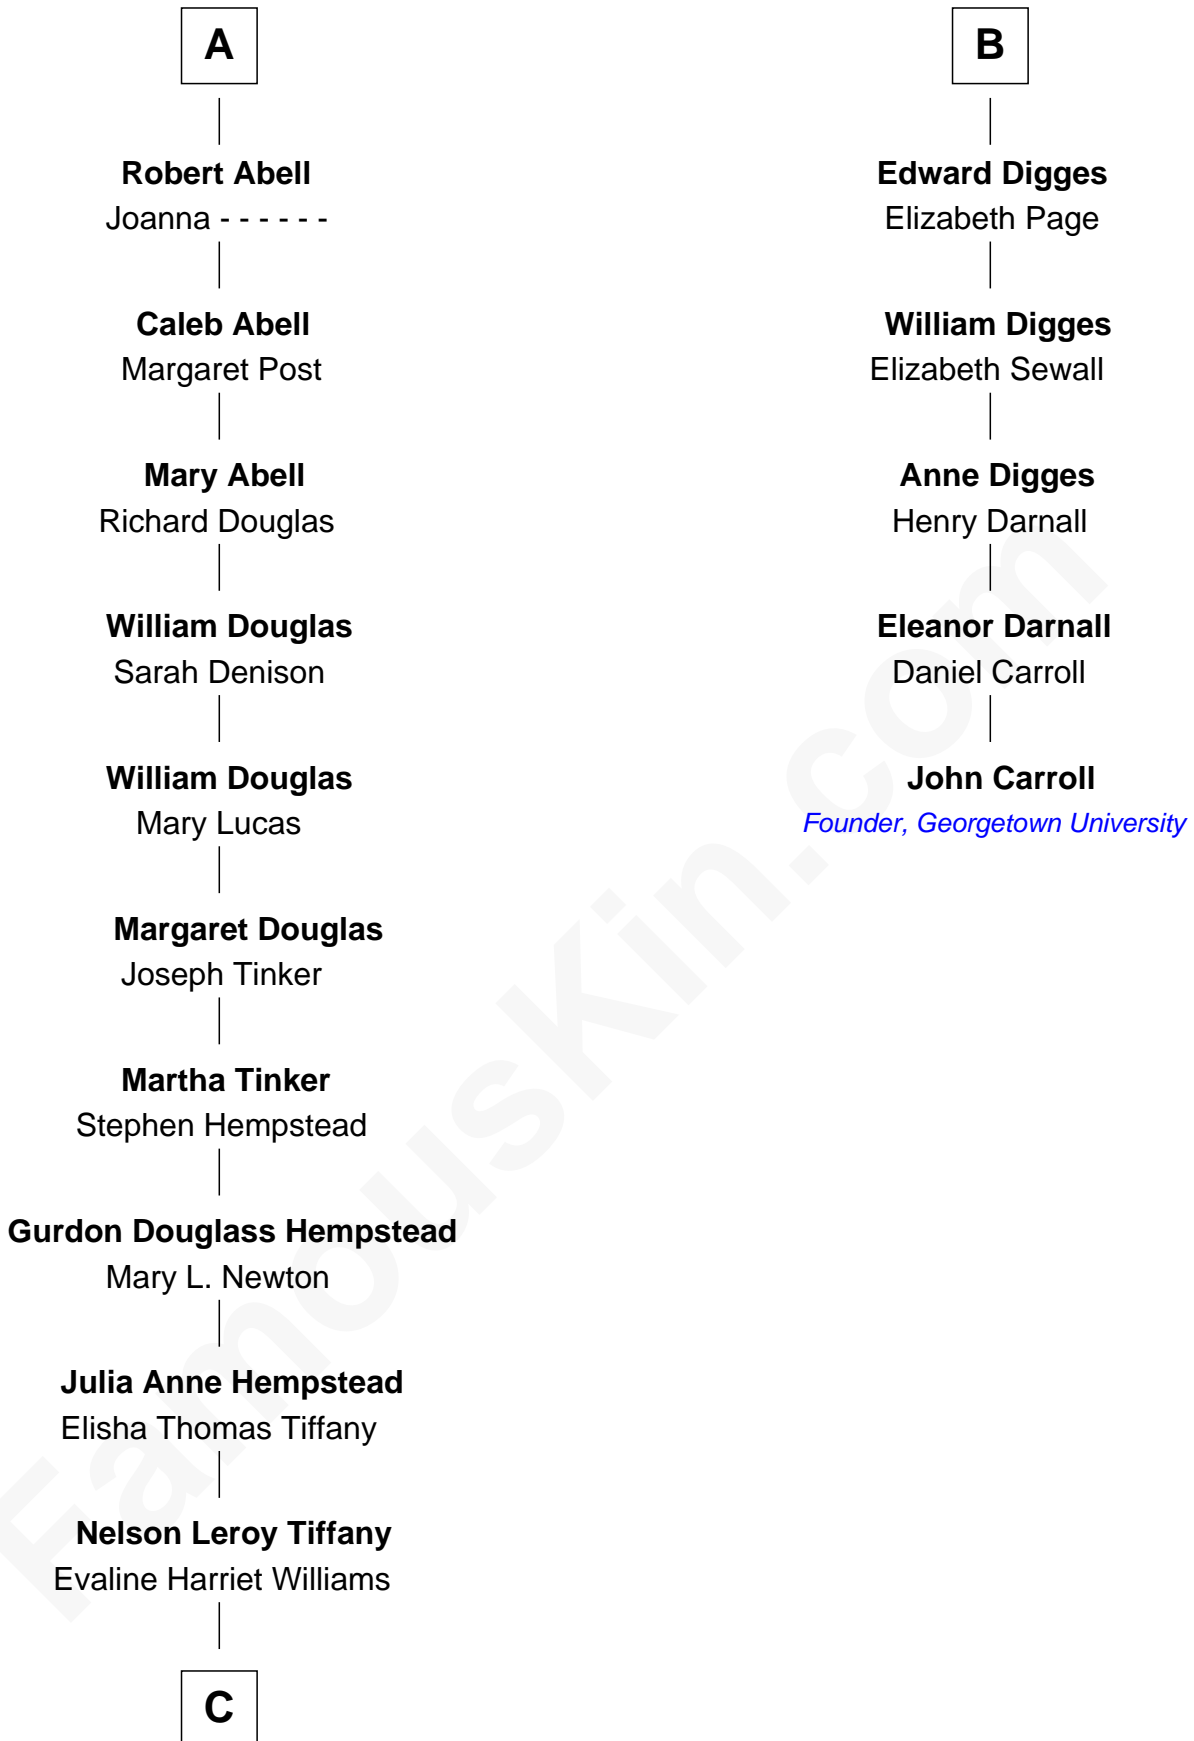 A
Robert Abell
Joanna - - - - - -
Caleb Abell
Margaret Post
Mary Abell
Richard Douglas
William Douglas
Sarah Denison
William Douglas
Mary Lucas
Margaret Douglas
Joseph Tinker
Martha Tinker
Stephen Hempstead
Gurdon Douglass Hempstead
Mary L. Newton
Julia Anne Hempstead
Elisha Thomas Tiffany
Nelson Leroy Tiffany
Evaline Harriet Williams
C
B
Edward Digges
Elizabeth Page
William Digges
Elizabeth Sewall
Anne Digges
Henry Darnall
Eleanor Darnall
Daniel Carroll
John Carroll
Founder, Georgetown University
FamousKin.com